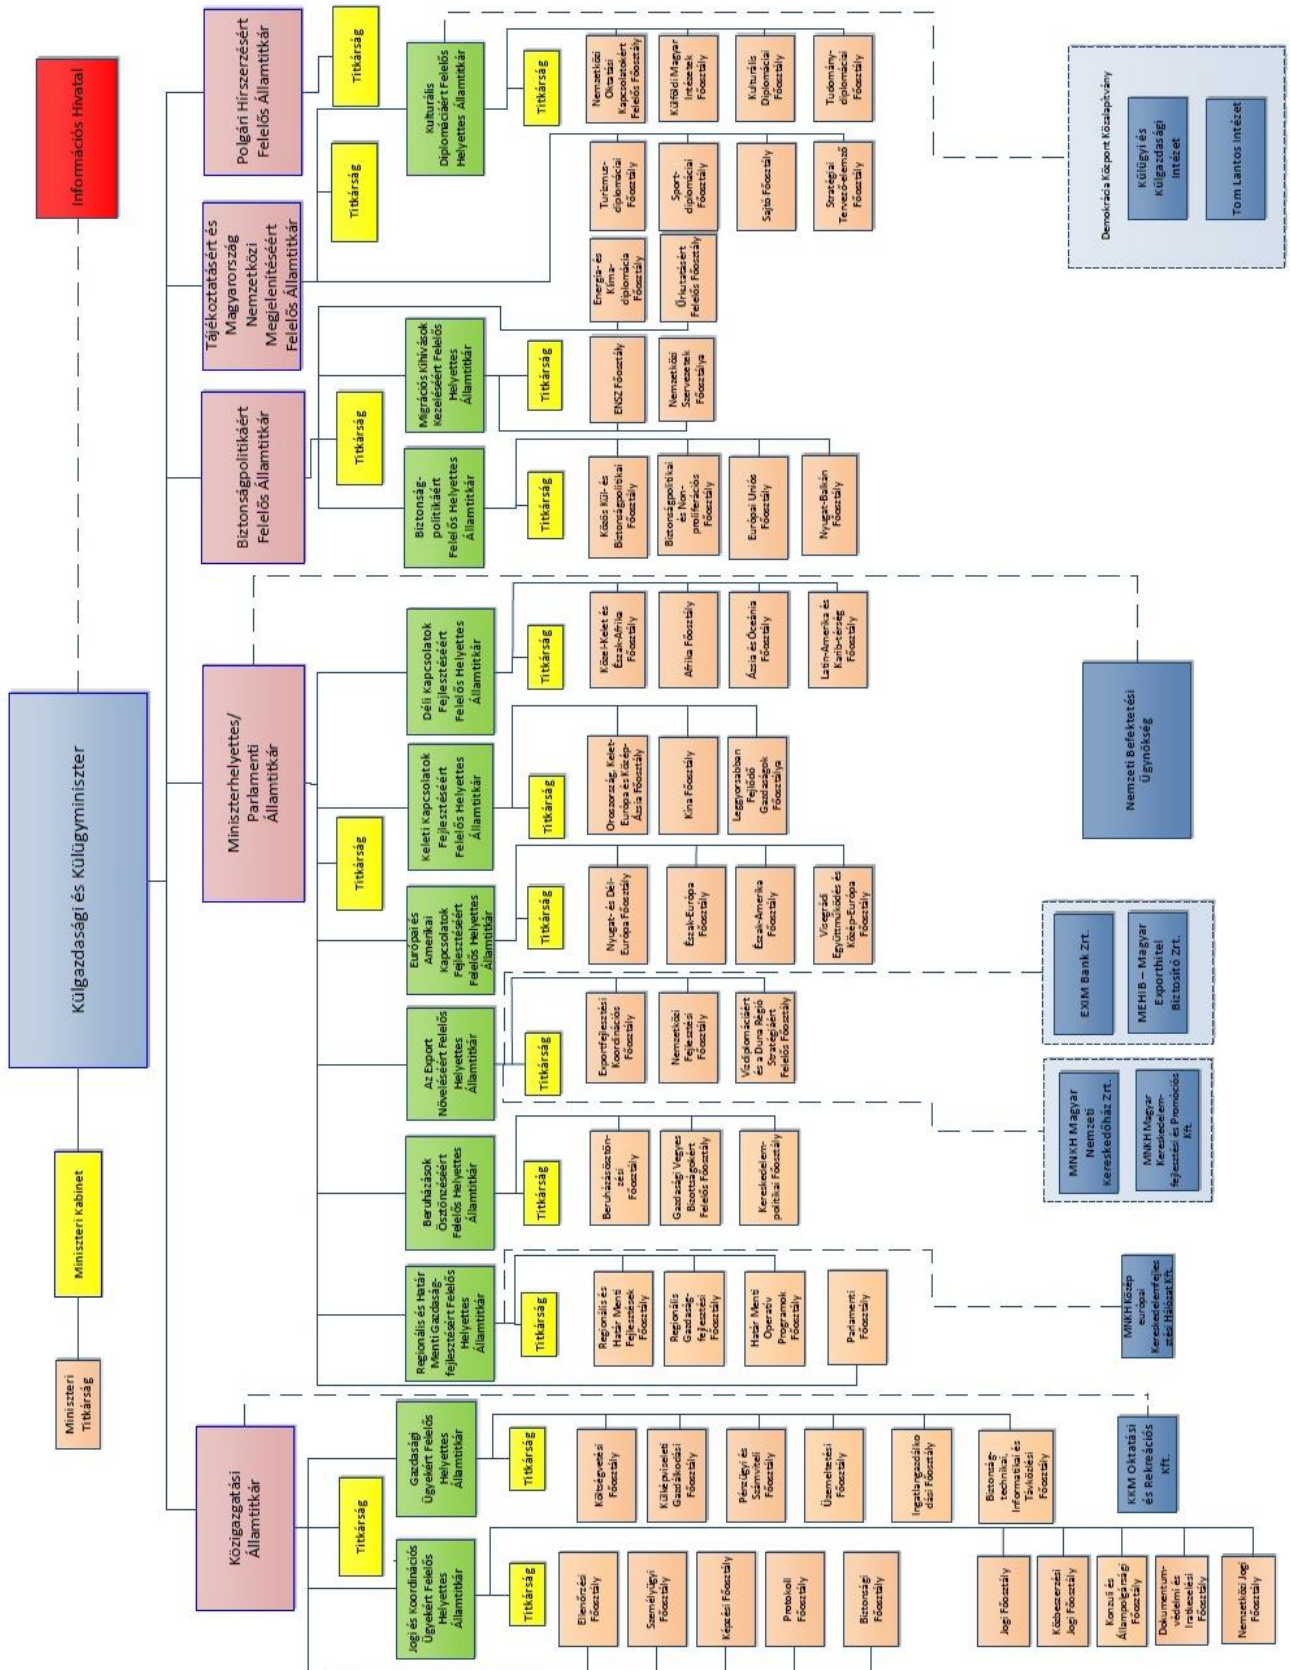 Külgazdasági és Külügyminiszter
Információs Hivatal
Miniszteri Kabinet
Miniszteri
Titkárság
Közigazgatási
Államtitkár
Titkárság
Jogi és Koordinációs
Ügyekért Felelős
Helyettes
Államtitkár
Titkárság
Ellenőrzési
Főosztály
Személyügyi
Főosztály
Képzési Főosztály
Protokoll
Főosztály
Biztonsági
Főosztály
Jogi Főosztály
Közbeszerzési
Jogi Főosztály
Konzuli és
Állampolgársági
Főosztály
Dokumentum-
védelmi és
Iratkezelési
Főosztály
Nemzetközi Jogi
Főosztály
Gazdasági
Ügyekért Felelős
Helyettes
Államtitkár
Titkárság
Költségvetési
Főosztály
Külképviseleti
Gazdálkodási
Főosztály
Pénzügyi és
Számviteli
Főosztály
Üzemeltetési
Főosztály
Ingatlangazdálko
dási Főosztály
Biztonság-
technikai,
Informatikai és
Távközlési
Főosztály
KKM Oktatási
és Rekreációs
Kft.
Miniszterhelyettes/
Parlamenti
Államtitkár
Titkárság
Regionális és Határ
Menti Gazdaság-
fejlesztésért Felelős
Helyettes
Államtitkár
Titkárság
Regionális és
Határ Menti
Fejlesztések
Főosztály
Regionális
Gazdaság-
fejlesztési
Főosztály
Határ Menti
Operatív
Programok
Főosztály
Parlamenti
Főosztály
MNKH Közép
európai
Kereskedelemfejles
ztési Hálózat Kft.
Beruházások
Ösztönzéséért
Felelős Helyettes
Államtitkár
Titkárság
Beruházásösztön-
zési
Főosztály
Gazdasági Vegyes
Bizottságokért
Felelős Főosztály
Kereskedelem-
politikai Főosztály
Az Export
Növeléséért Felelős
Helyettes
Államtitkár
Titkárság
Exportfejlesztési
Koordinációs
Főosztály
Nemzetközi
Fejlesztési
Főosztály
Vízdiplomáciáért
és a Duna Régió
Stratégiáért
Felelős Főosztály
MNKH Magyar
Nemzeti
Kereskedőház Zrt.
MNKH Magyar
Kereskedelem-
fejlesztési és Promóciós
Kft.
EXIM Bank Zrt.
MEHIB – Magyar
Exporthitel
Biztosító Zrt.
Európai és
Amerikai
Kapcsolatok
Fejlesztéséért
Felelős Helyettes
Államtitkár
Titkárság
Nyugat- és Dél-
Európa Főosztály
Észak-Európa
Főosztály
Észak-Amerika
Főosztály
Visegrádi
Együttműködés és
Közép-Európa
Főosztály
Keleti Kapcsolatok
Fejlesztéséért
Felelős Helyettes
Államtitkár
Titkárság
Oroszország, Kelet-
Európa és Közép-
Ázsia Főosztály
Kína Főosztály
Leggyorsabban
Fejlődő
Gazdaságok
Főosztálya
Déli Kapcsolatok
Fejlesztéséért
Felelős Helyettes
Államtitkár
Titkárság
Közel-Kelet és
Észak-Afrika
Főosztály
Afrika Főosztály
Ázsia és Óceánia
Főosztály
Latin-Amerika és
Karib-térség
Főosztály
Nemzeti Befektetési
Ügynökség
Biztonságpolitikáért
Felelős Államtitkár
Titkárság
Biztonság-
politikáért
Felelős Helyettes
Államtitkár
Titkárság
Közös Kül- és
Biztonságpolitikai
Főosztály
Biztonságpolitikai
és Non-
proliferációs
Főosztály
Európai Uniós
Főosztály
Nyugat-Balkán
Főosztály
Migrációs Kihívások
Kezeléséért Felelős
Helyettes
Államtitkár
Titkárság
ENSZ Főosztály
Nemzetközi
Szervezetek
Főosztálya
Energia- és
Klíma-
diplomácia
Főosztály
Űrkutatásért
Felelős Főosztály
Tájékoztatásért és
Magyarország
Nemzetközi
Megjelenítéséért
Felelős Államtitkár
Titkárság
Turizmus-
diplomáciai
Főosztály
Sport-
diplomáciai
Főosztály
Sajtó Főosztály
Stratégiai
Tervező-elemző
Főosztály
Kulturális
Diplomáciáért Felelős
Helyettes Államtitkár
Titkárság
Nemzetközi
Oktatási
Kapcsolatokért
Felelős Főosztály
Külföldi Magyar
Intézetek
Főosztály
Kulturális
Diplomáciai
Főosztály
Tudomány-
diplomáciai
Főosztály
Polgári Hírszerzésért
Felelős Államtitkár
Titkárság
Demokrácia Központ Közalapítvány
Külügyi és
Külgazdasági
Intézet
Tom Lantos Intézet